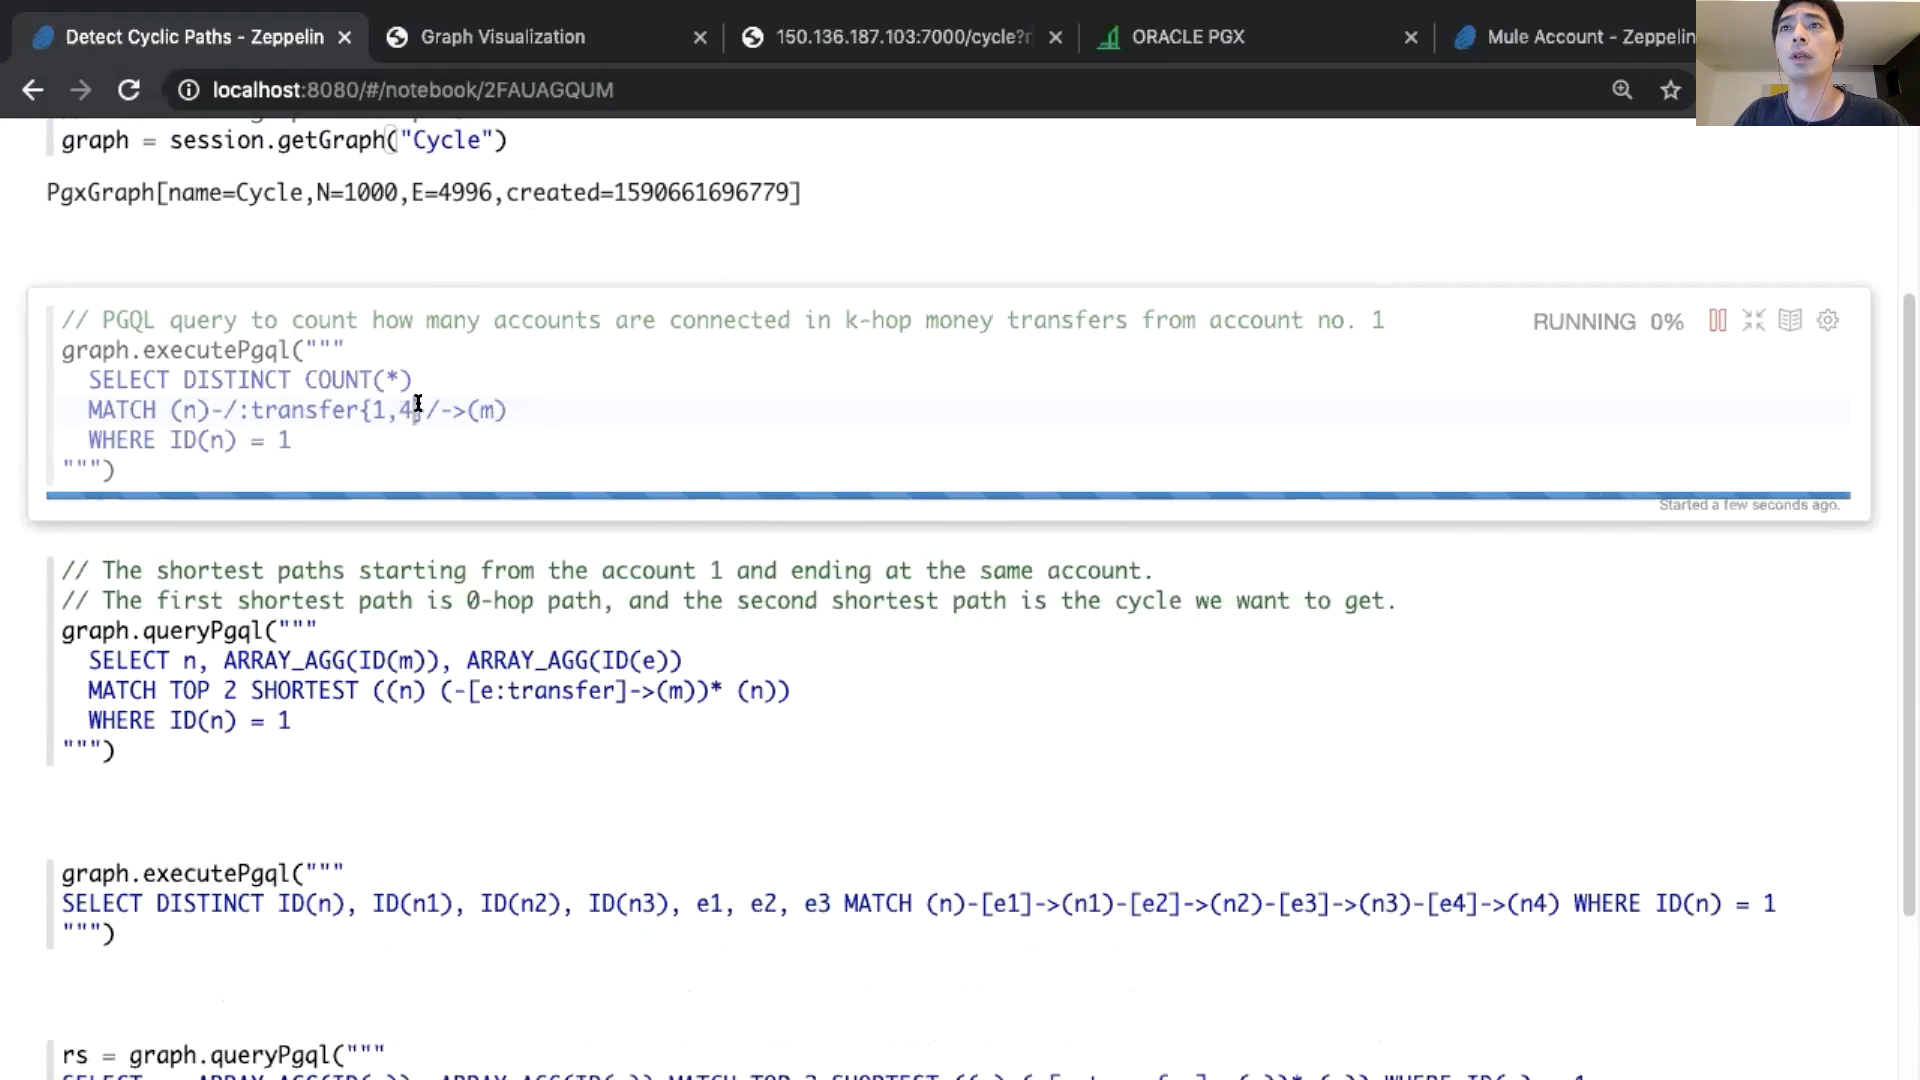 Detect Cyclic Paths - Zeppelin
Graph Visualization
150.136.187.103:7000/cycle?
ORACLE PGX
Mule Account - Zeppelin
localhost:8080/#/notebook/2FAUAGQUM
graph = session.getGraph("Cycle")
PgxGraph[name=Cycle,N=1000,E=4996,created=1590661696779]
// PGQL query to count how many accounts are connected in k-hop money transfers from account no. 1
RUNNING 0%
graph.executePgql("""
SELECT DISTINCT COUNT(*)
MATCH (n)-/:transfer{1,4}/->(m)
WHERE ID(n) = 1
""")
Started a few seconds ago.
// The shortest paths starting from the account 1 and ending at the same account.
// The first shortest path is 0-hop path, and the second shortest path is the cycle we want to get.
graph.queryPgql("""
SELECT n, ARRAY_AGG(ID(m)), ARRAY_AGG(ID(e))
MATCH TOP 2 SHORTEST ((n) (-[e:transfer]->(m))* (n))
WHERE ID(n) = 1
""")
graph.executePgql("""
SELECT DISTINCT ID(n), ID(n1), ID(n2), ID(n3), e1, e2, e3 MATCH (n)-[e1]->(n1)-[e2]->(n2)-[e3]->(n3)-[e4]->(n4) WHERE ID(n) = 1
""")
rs = graph.queryPgql("""